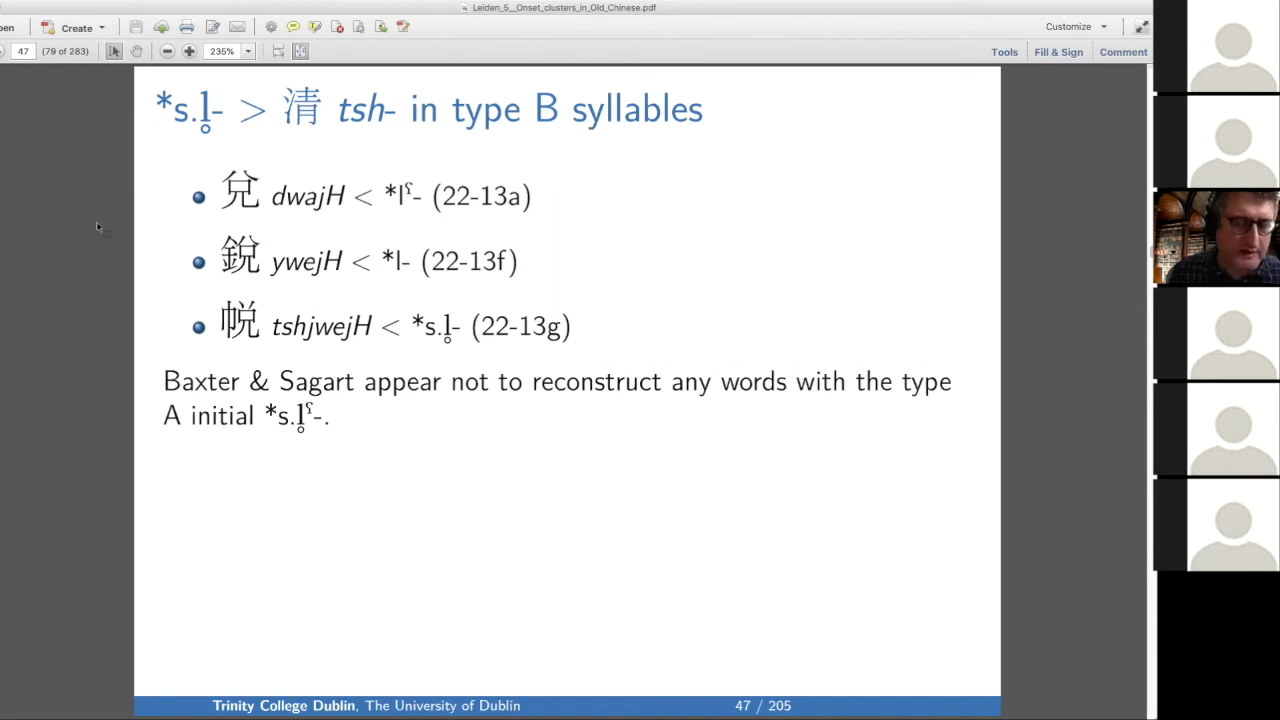 Leiden_5__Onset_clusters_in_Old_Chinese.pdf
pen
Create
Customize
47
(79 of 283)
235%
Tools
Fill & Sign
Comment
*s.l̥- > 清 tsh- in type B syllables
兌 dwajH < *lˤ- (22-13a)
銳 ywejH < *l- (22-13f)
帨 tshjwejH < *s.l̥- (22-13g)
Baxter & Sagart appear not to reconstruct any words with the type
A initial *s.l̥ˤ-.
Trinity College Dublin, The University of Dublin
47 / 205